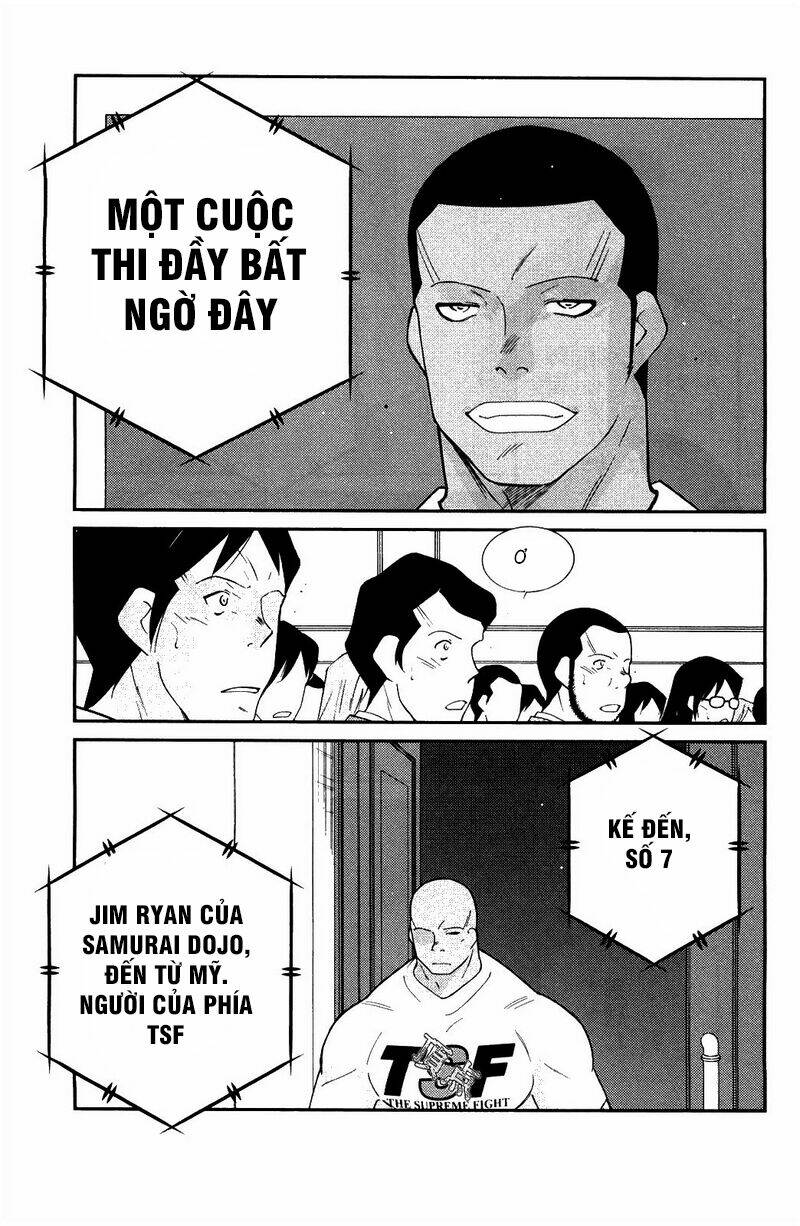 MỘT CUỘC
THI ĐẦY BẤT
NGỜ ĐÂY
Ơ
KẾ ĐẾN,
SỐ 7
JIM RYAN CỦA
SAMURAI DOJO,
ĐẾN TỪ MỸ.
NGƯỜI CỦA PHÍA
TSF
TSF
THE SUPREME FIGHT